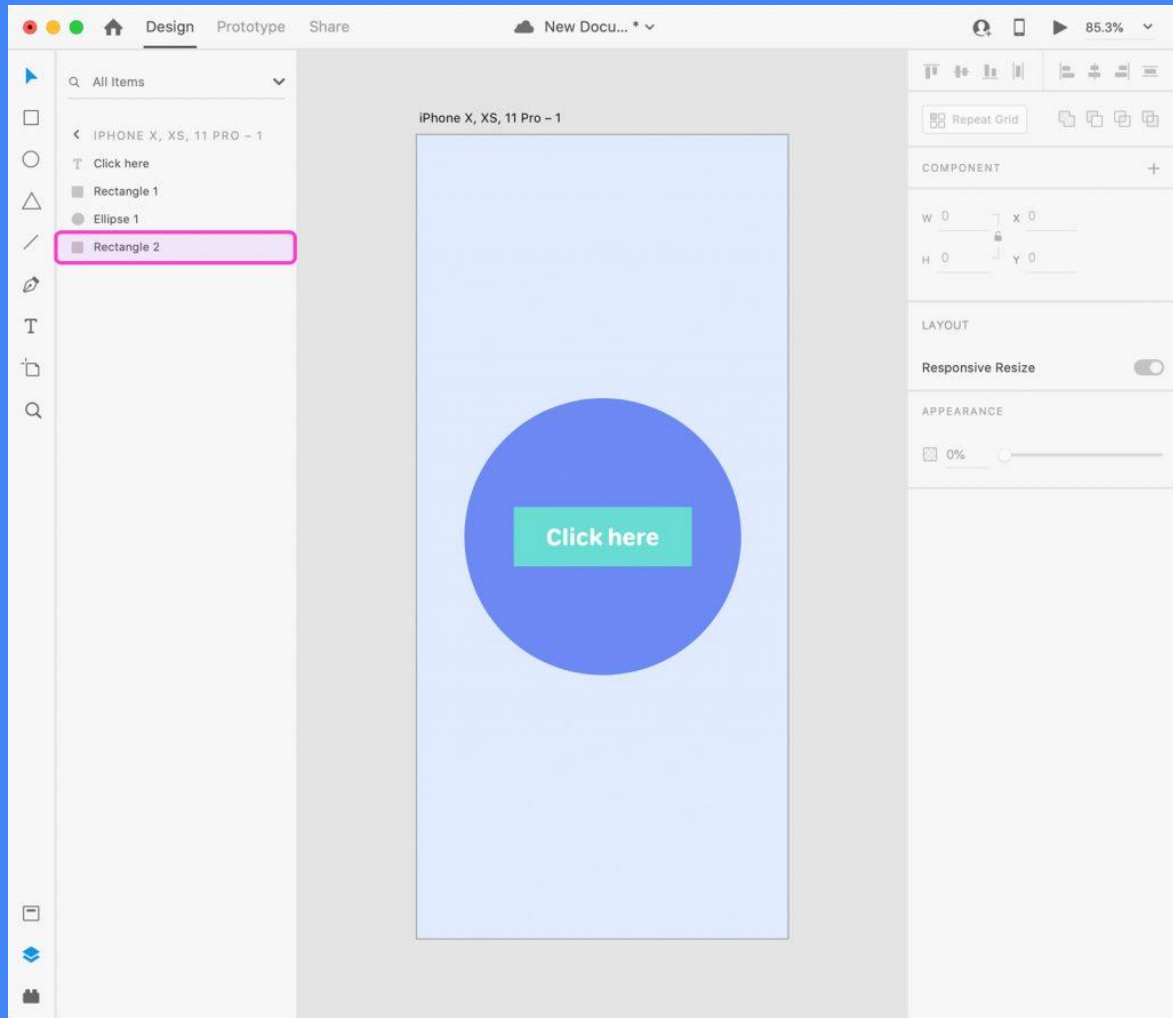 Design Prototype Share New Docu... * 85.3%
All Items
IPHONE X, XS, 11 PRO – 1
Click here
Rectangle 1
Ellipse 1
Rectangle 2
T
iPhone X, XS, 11 Pro – 1
Click here
Repeat Grid
COMPONENT
W 0 X 0
H 0 Y 0
LAYOUT
Responsive Resize
APPEARANCE
0%